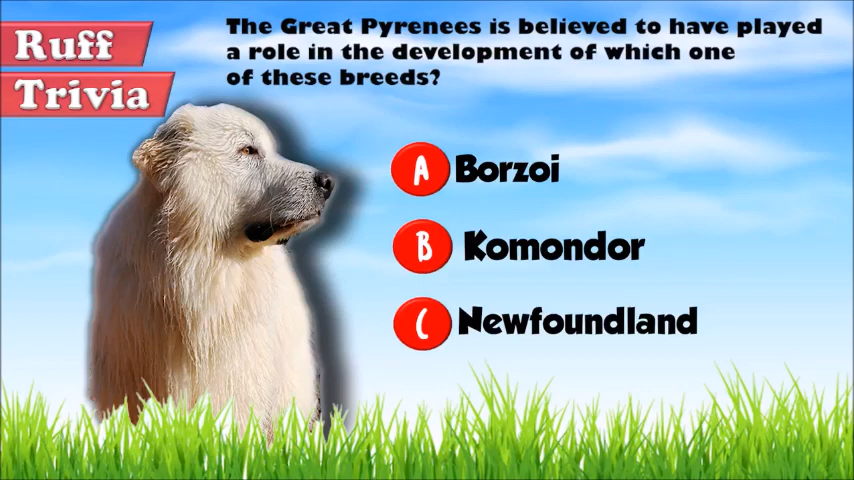 Ruff
Trivia
The Great Pyrenees is believed to have played
a role in the development of which one
of these breeds?
A Borzoi
B Komondor
C Newfoundland